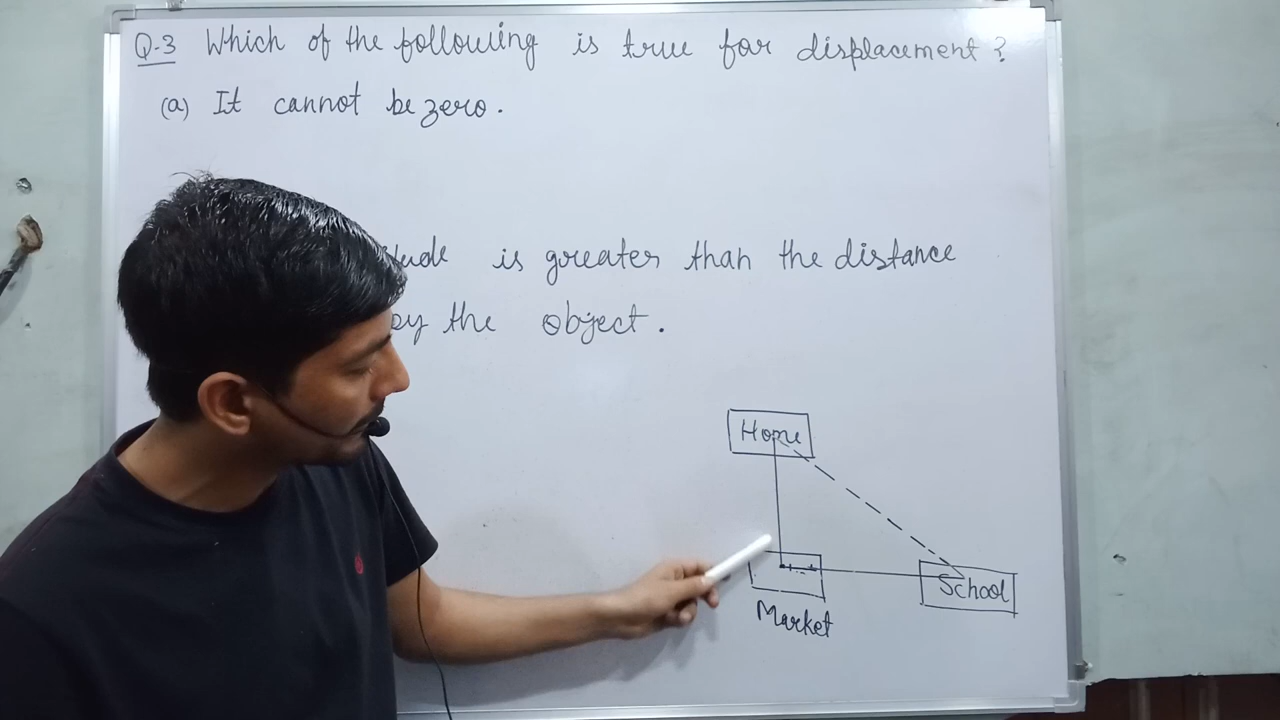 Q.3 Which of the following is true for displacement?
(a) It cannot be zero.
is greater than the distance
by the object.
Home
School
Market